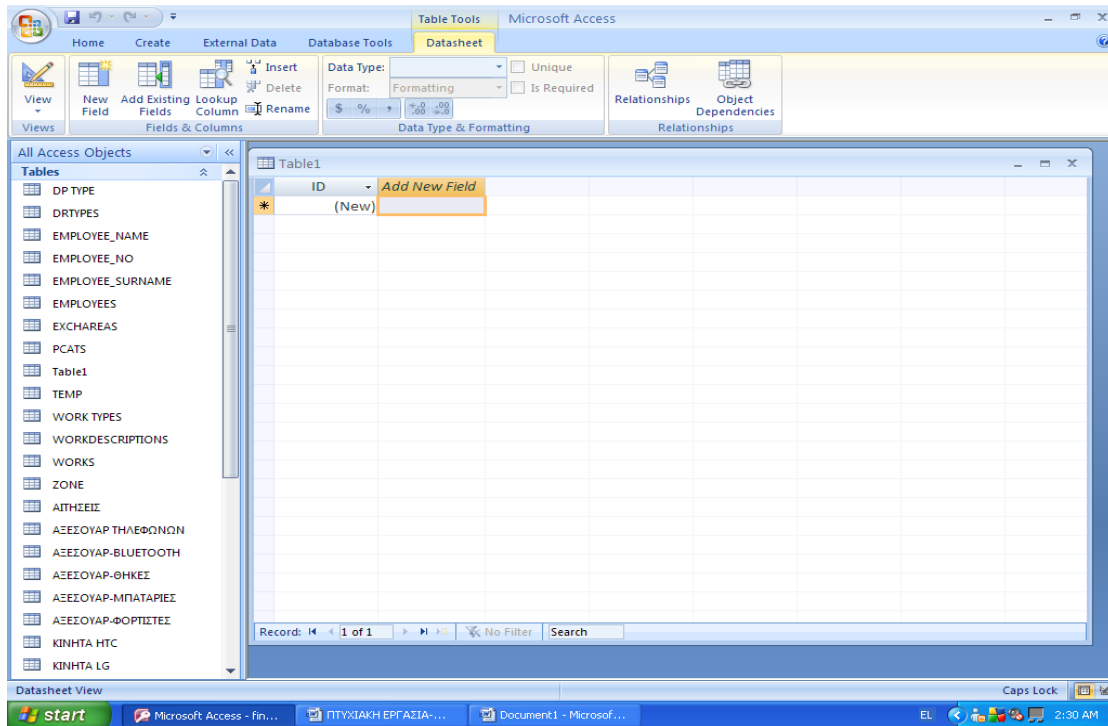 Table Tools Microsoft Access
Home Create External Data Database Tools Datasheet
View
Views
New Field
Add Existing Fields
Lookup Column
Insert
Delete
Rename
Fields & Columns
Data Type:
Unique
Format: Formatting
Is Required
$ % , .0 .00 .00 .0
Data Type & Formatting
Relationships
Object Dependencies
Relationships
All Access Objects
Tables
DP TYPE
DRTYPES
EMPLOYEE_NAME
EMPLOYEE_NO
EMPLOYEE_SURNAME
EMPLOYEES
EXCHAREAS
PCATS
Table1
TEMP
WORK TYPES
WORKDESCRIPTIONS
WORKS
ZONE
ΑΙΤΗΣΕΙΣ
ΑΞΕΣΟΥΑΡ ΤΗΛΕΦΩΝΩΝ
ΑΞΕΣΟΥΑΡ-BLUETOOTH
ΑΞΕΣΟΥΑΡ-ΘΗΚΕΣ
ΑΞΕΣΟΥΑΡ-ΜΠΑΤΑΡΙΕΣ
ΑΞΕΣΟΥΑΡ-ΦΟΡΤΙΣΤΕΣ
ΚΙΝΗΤΑ HTC
ΚΙΝΗΤΑ LG
Table1
ID Add New Field
* (New)
Record: 1 of 1 No Filter Search
Datasheet View Caps Lock
start Microsoft Access - fin... ΠΤΥΧΙΑΚΗ ΕΡΓΑΣΙΑ-... Document1 - Microsof... EL 2:30 AM